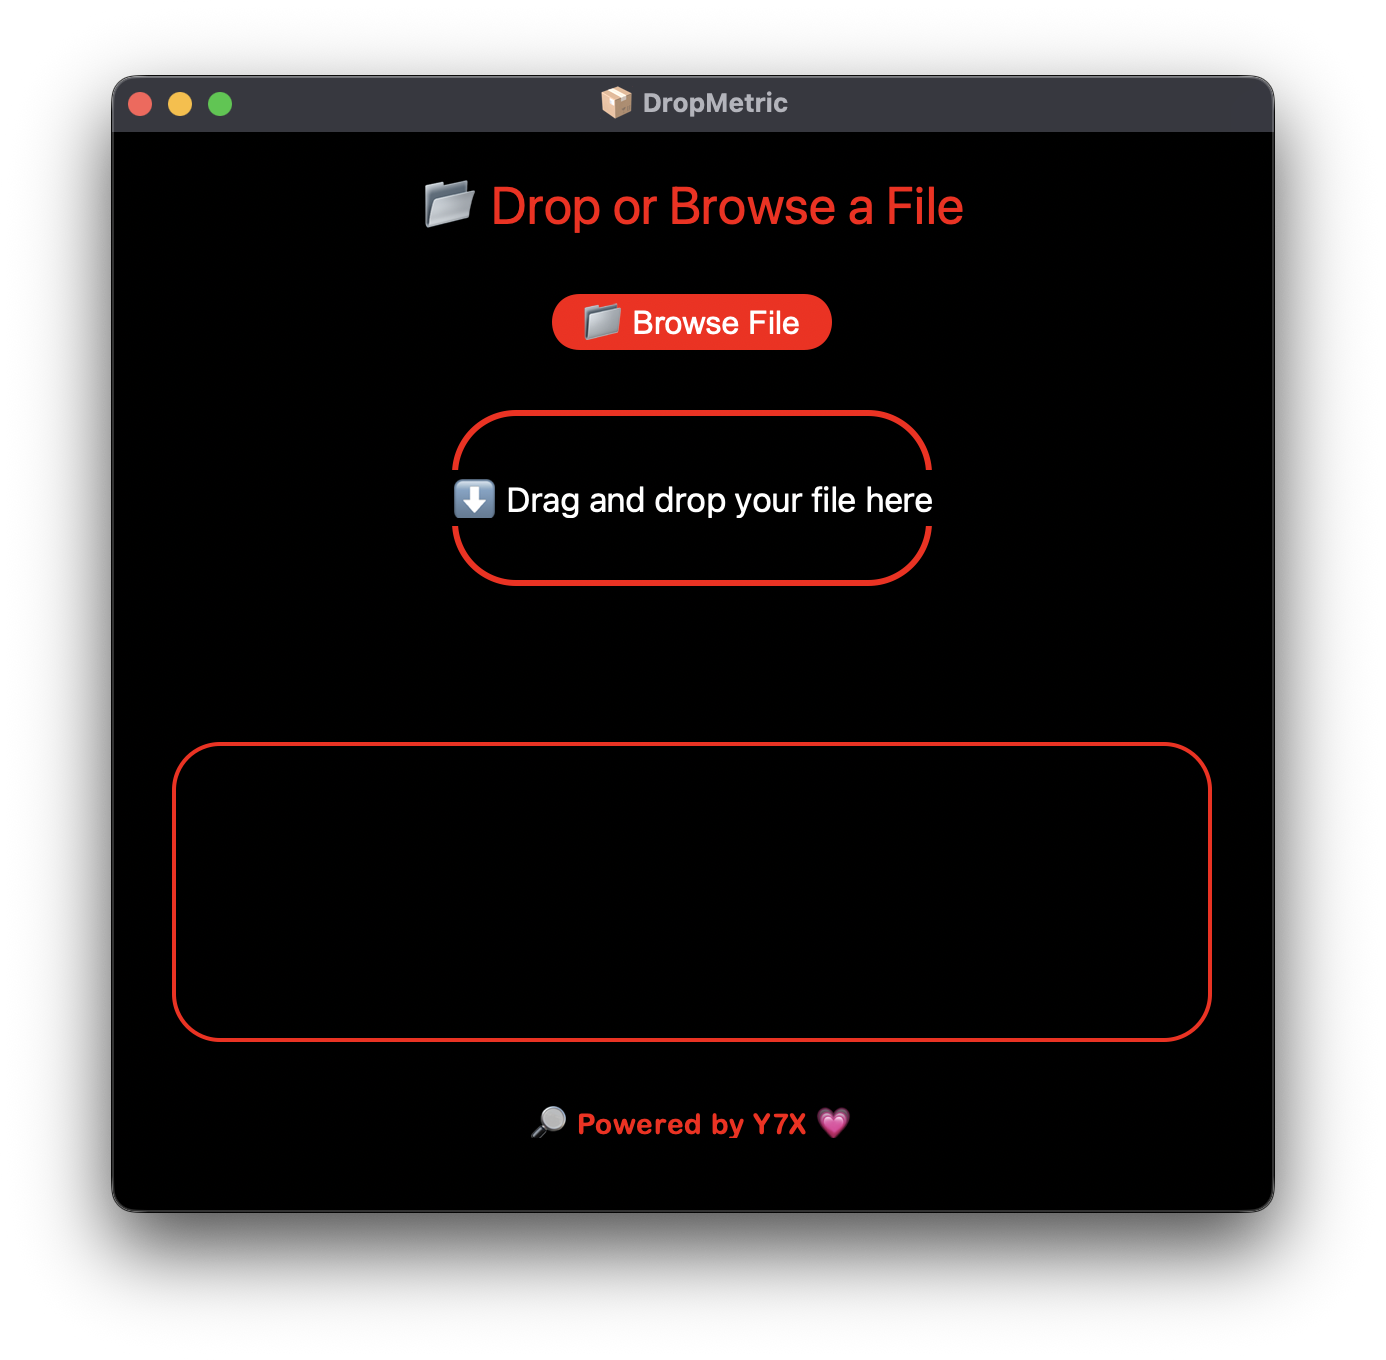 📦 DropMetric
📁 Drop or Browse a File
📁 Browse File
⬇️ Drag and drop your file here
🔎 Powered by Y7X 💗